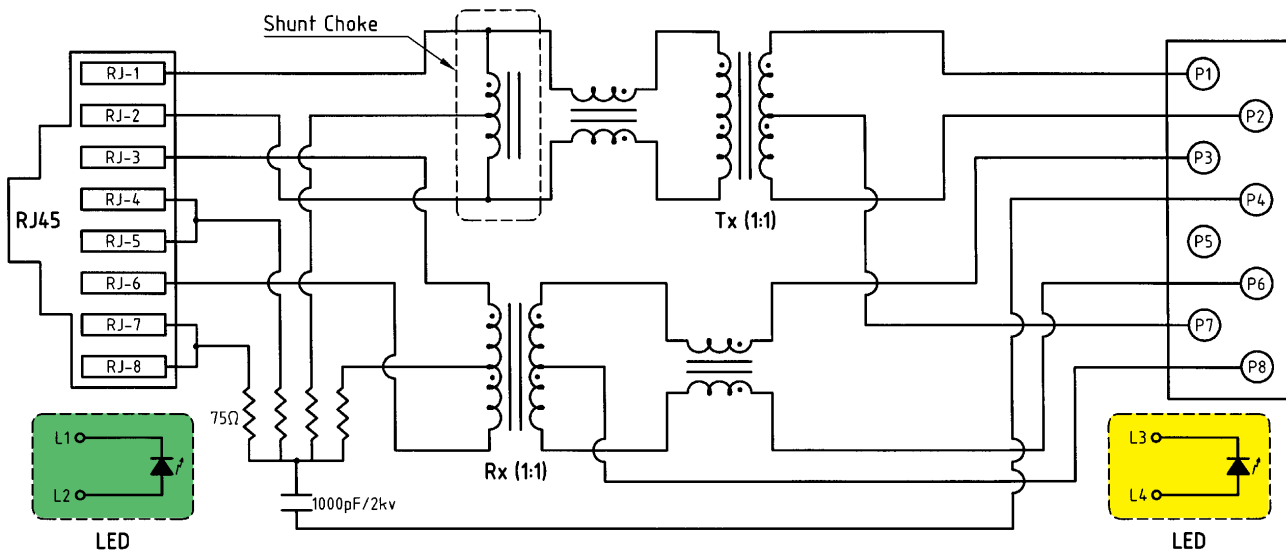 Shunt Choke
RJ-1
RJ-2
RJ-3
RJ-4
RJ-5
RJ-6
RJ-7
RJ-8
RJ45
Tx (1:1)
Rx (1:1)
P1
P2
P3
P4
P5
P6
P7
P8
75Ω
1000pF/2kv
L1
L2
LED
L3
L4
LED